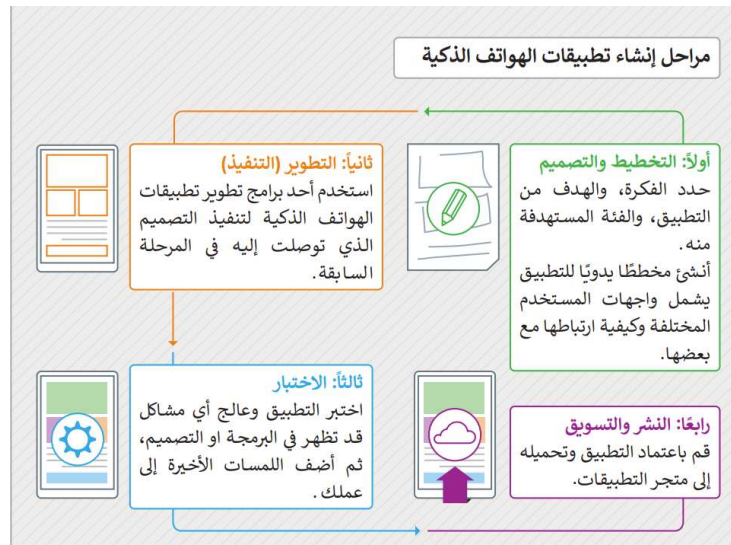 مراحل إنشاء تطبيقات الهواتف الذكية
أولاً: التخطيط والتصميم
حدد الفكرة، والهدف من
التطبيق، والفئة المستهدفة
منه.
أنشئ مخططًا يدويًا للتطبيق
يشمل واجهات المستخدم
المختلفة وكيفية ارتباطها مع
بعضها.
ثانياً: التطوير (التنفيذ)
استخدم أحد برامج تطوير تطبيقات
الهواتف الذكية لتنفيذ التصميم
الذي توصلت إليه في المرحلة
السابقة.
ثالثاً: الاختبار
اختبر التطبيق وعالج أي مشاكل
قد تظهر في البرمجة او التصميم،
ثم أضف اللمسات الأخيرة إلى
عملك.
رابعًا: النشر والتسويق
قم باعتماد التطبيق وتحميله
إلى متجر التطبيقات.